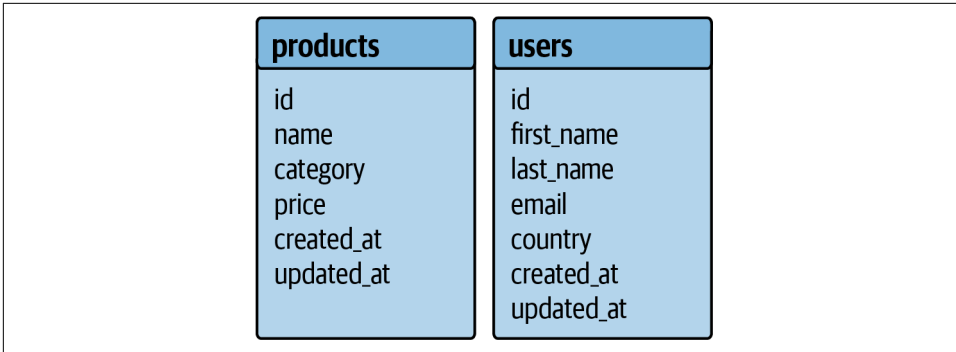 products
id
name
category
price
created_at
updated_at
users
id
first_name
last_name
email
country
created_at
updated_at